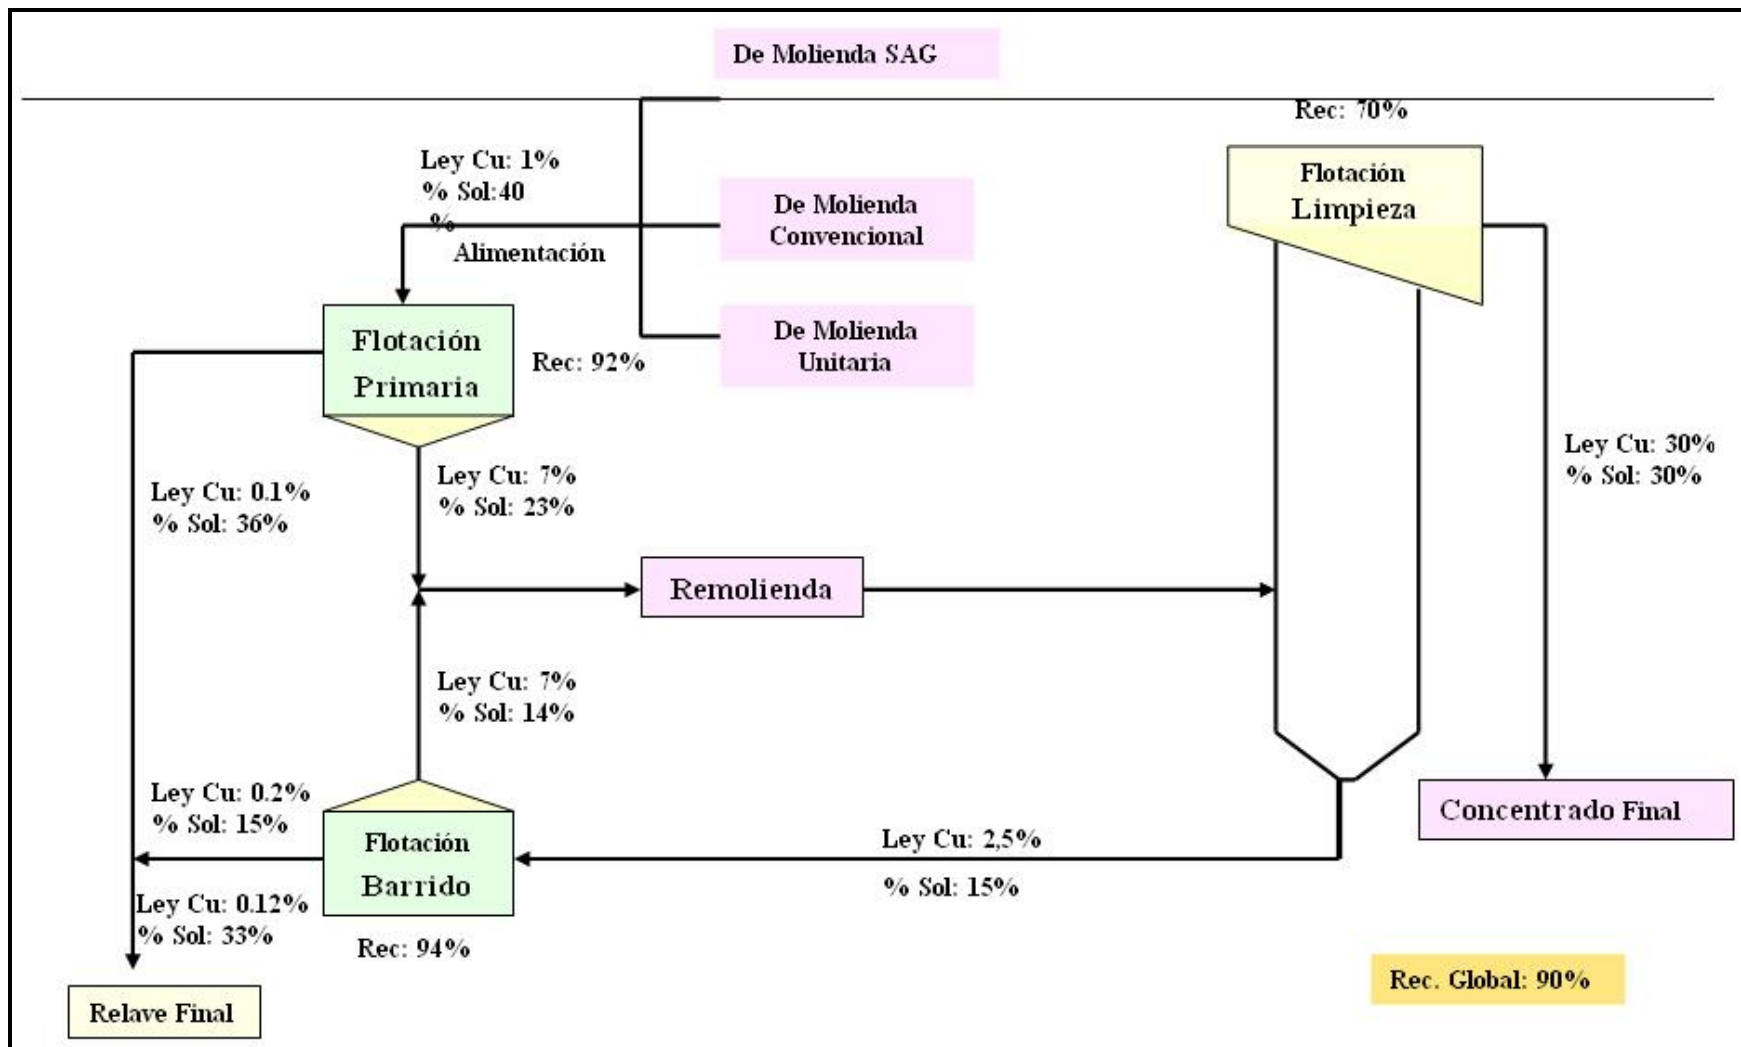 De Molienda SAG
Rec: 70%
Ley Cu: 1%
% Sol:40
%
Alimentación
De Molienda
Convencional
Flotación
Limpieza
De Molienda
Unitaria
Flotación
Primaria
Rec: 92%
Ley Cu: 7%
% Sol: 23%
Ley Cu: 0.1%
% Sol: 36%
Ley Cu: 30%
% Sol: 30%
Remolienda
Ley Cu: 7%
% Sol: 14%
Ley Cu: 0.2%
% Sol: 15%
Flotación
Barrido
Ley Cu: 2,5%
% Sol: 15%
Concentrado Final
Ley Cu: 0.12%
% Sol: 33%
Rec: 94%
Rec. Global: 90%
Relave Final